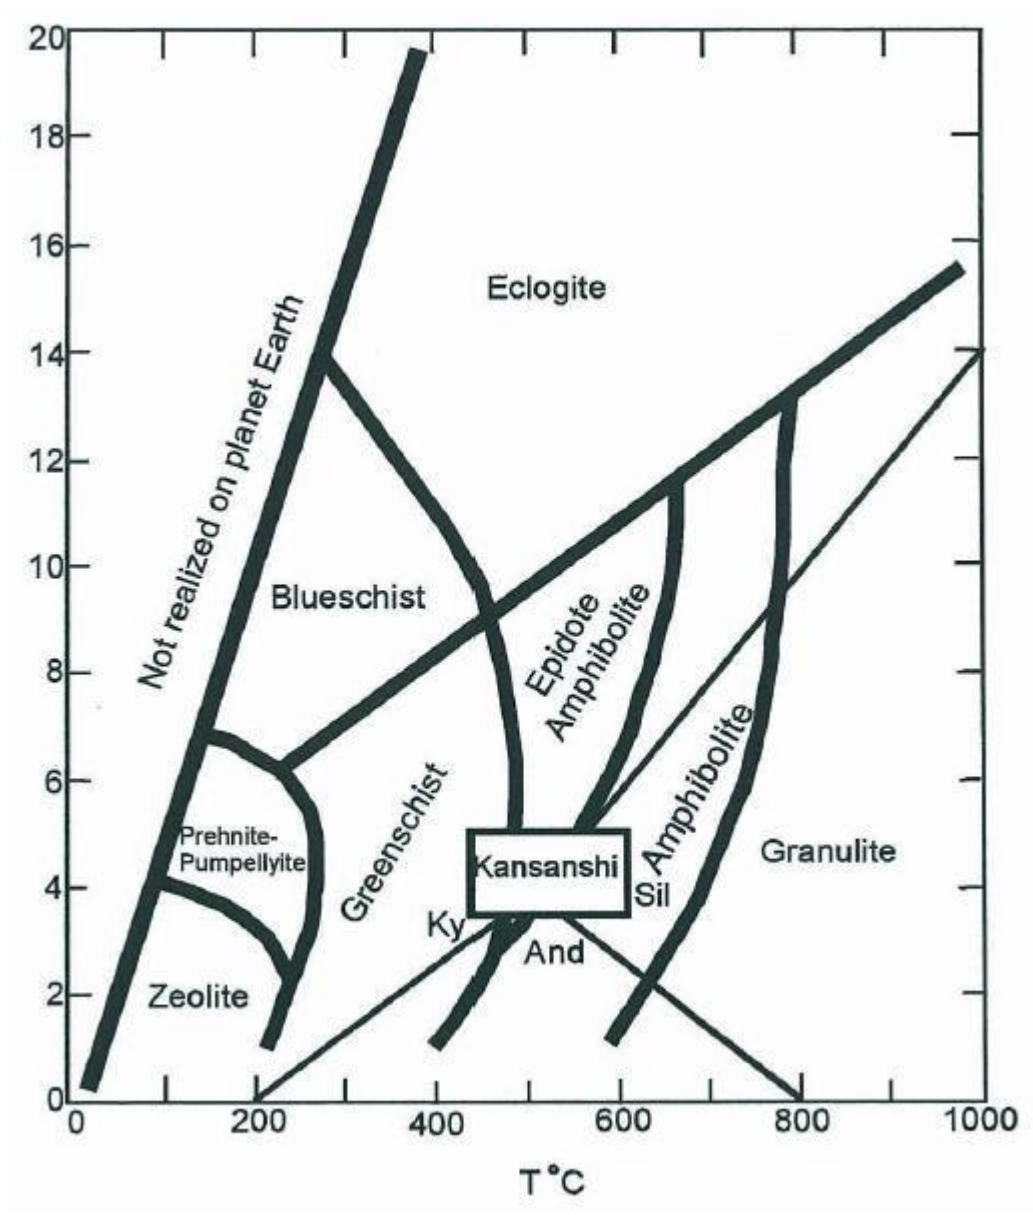 20
18
16
14
12
10
8
6
4
2
0
Eclogite
Not realized on planet Earth
Blueschist
Epidote
Amphibolite
Prehnite-
Pumpellyite
Greenschist
Kansanshi
Amphibolite
Granulite
Sil
Ky
And
Zeolite
0 200 400 600 800 1000
T °C